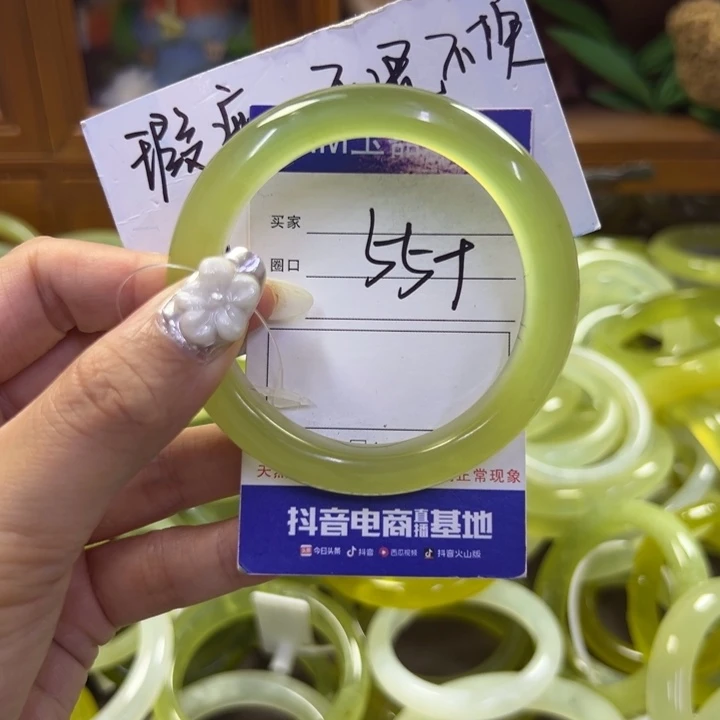 瑕疵 不退不换
买家
圈口 55+
天然 正常现象
抖音电商直播基地
今日头条 抖音 西瓜视频 抖音火山版